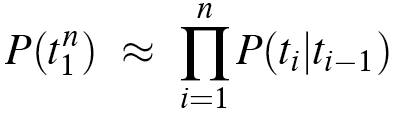 P(t_1^n) ≈ ∏_{i=1}^{n} P(t_i|t_{i−1})